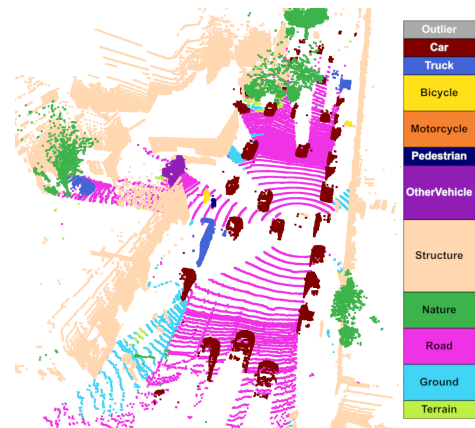 Outlier
Car
Truck
Bicycle
Motorcycle
Pedestrian
OtherVehicle
Structure
Nature
Road
Ground
Terrain